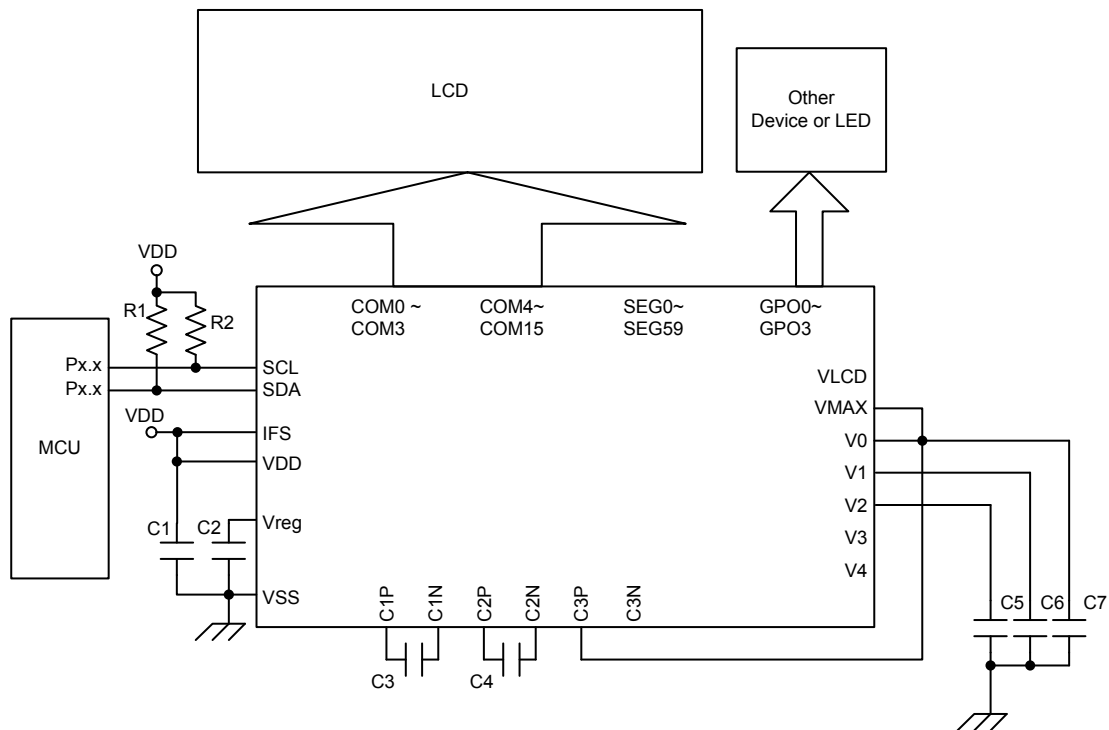 LCD
Other
Device or LED
VDD
R1
R2
COM0 ~
COM3
COM4~
COM15
SEG0~
SEG59
GPO0~
GPO3
MCU
Px.x
Px.x
SCL
SDA
VDD
IFS
VDD
C1
C2
Vreg
VSS
VLCD
VMAX
V0
V1
V2
V3
V4
C1P
C1N
C2P
C2N
C3P
C3N
C3
C4
C5
C6
C7